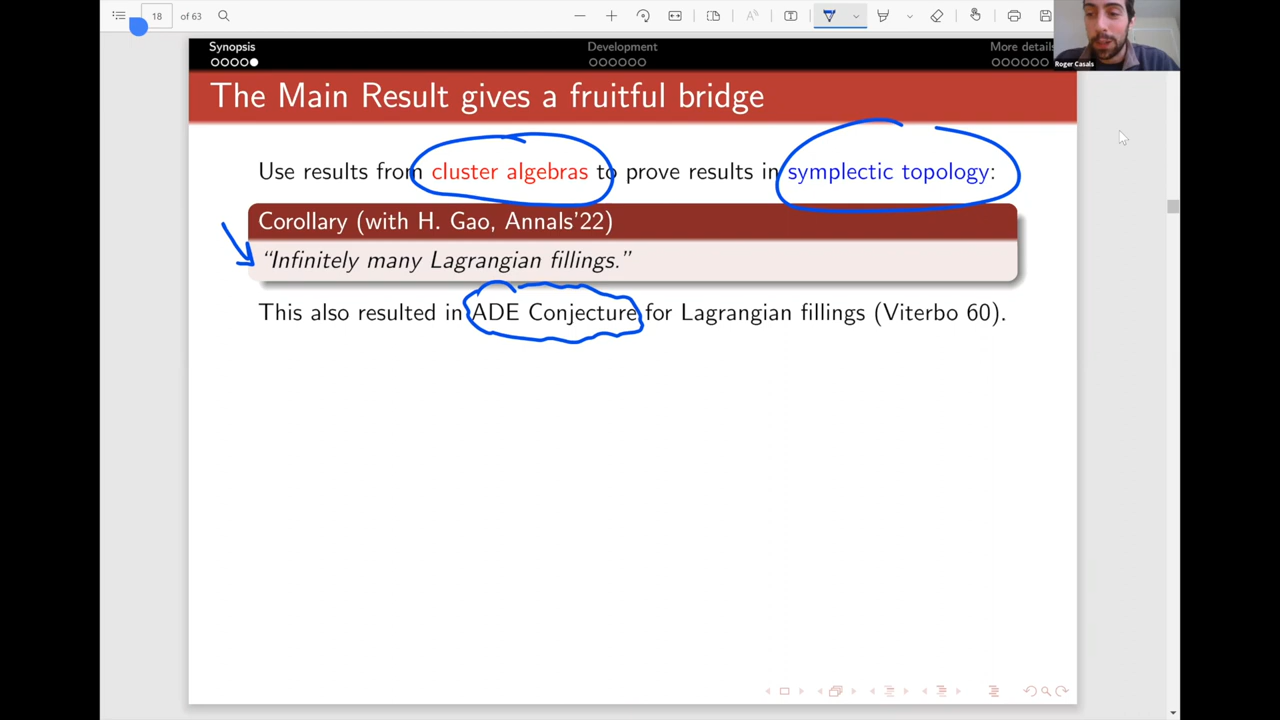 18 of 63
Roger Casals
Synopsis Development More details
The Main Result gives a fruitful bridge
Use results from cluster algebras to prove results in symplectic topology:
Corollary (with H. Gao, Annals'22)
“Infinitely many Lagrangian fillings.”
This also resulted in ADE Conjecture for Lagrangian fillings (Viterbo 60).